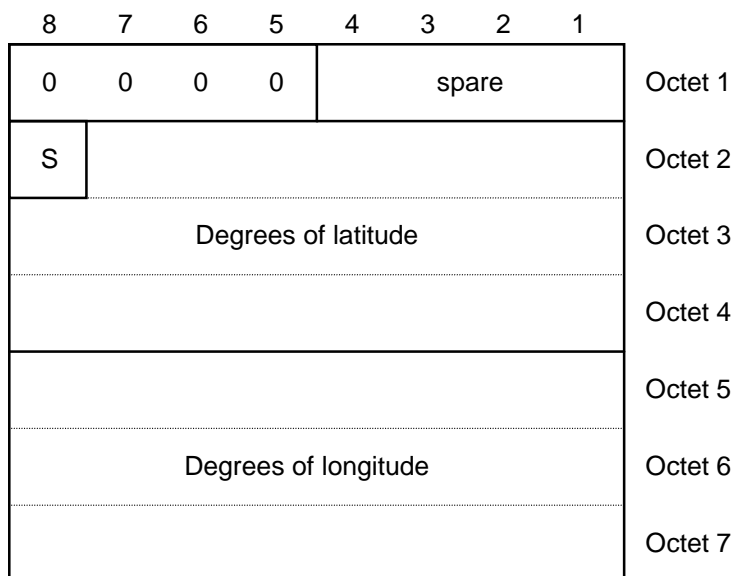 8 7 6 5 4 3 2 1
0 0 0 0 spare Octet 1
S Octet 2
Degrees of latitude Octet 3
Octet 4
Octet 5
Degrees of longitude Octet 6
Octet 7